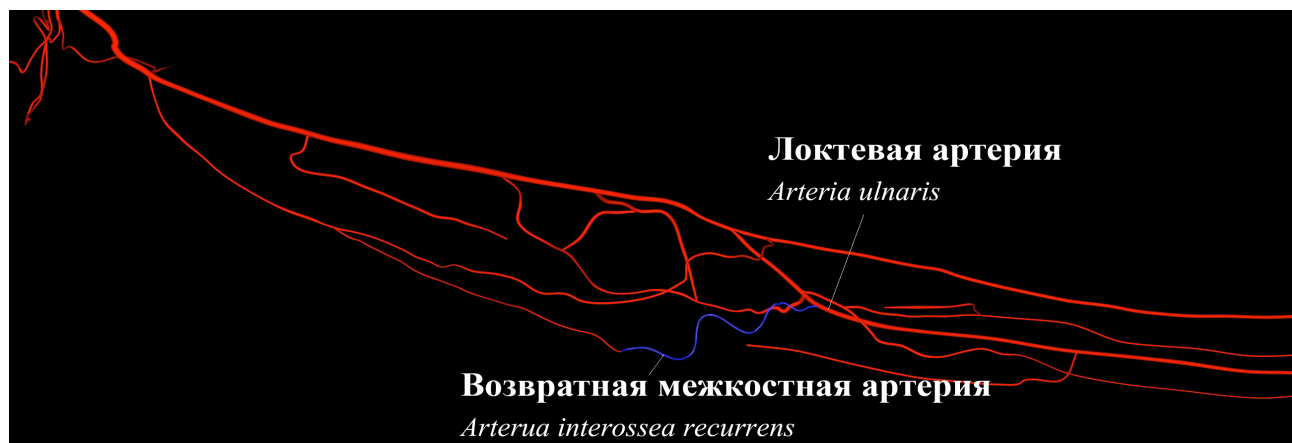 Локтевая артерия
Arteria ulnaris
Возвратная межкостная артерия
Arterua interossea recurrens